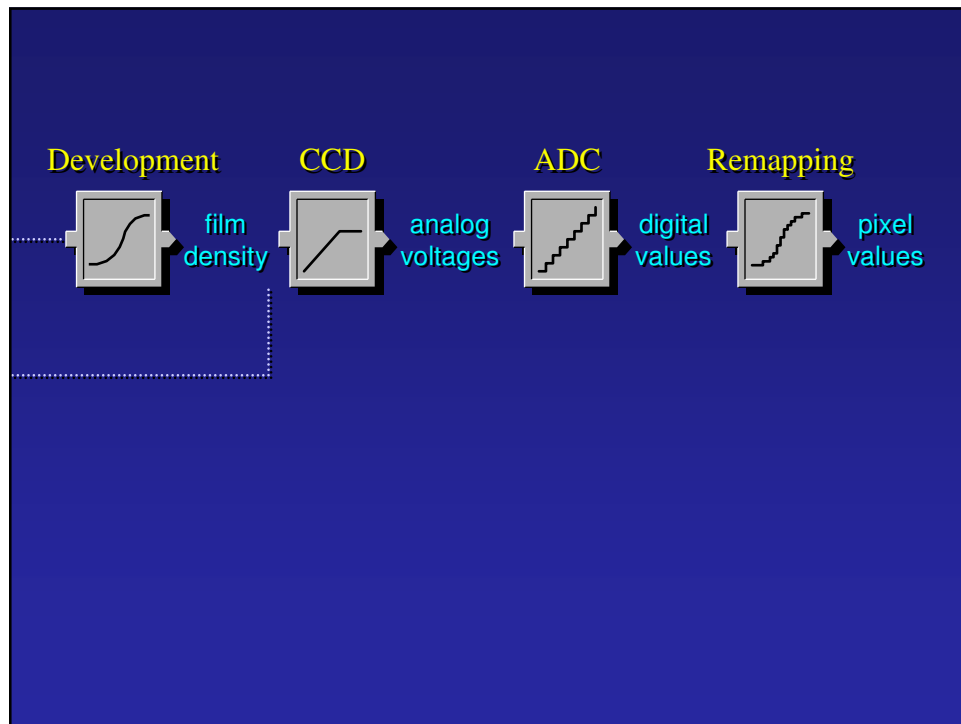 Development
CCD
ADC
Remapping
film
density
analog
voltages
digital
values
pixel
values